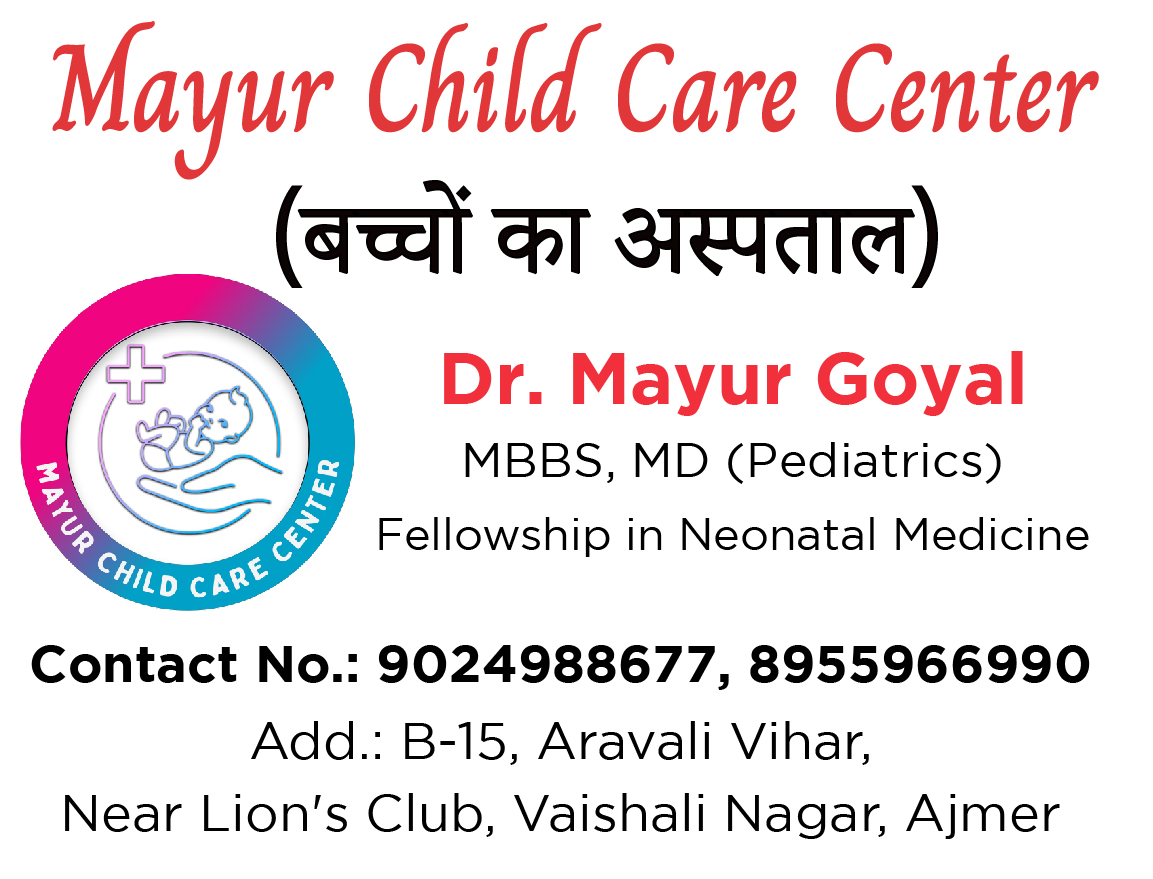 Mayur Child Care Center
(बच्चों का अस्पताल)
Dr. Mayur Goyal
MBBS, MD (Pediatrics)
Fellowship in Neonatal Medicine
MAYUR CHILD CARE CENTER
Contact No.: 9024988677, 8955966990
Add.: B-15, Aravali Vihar,
Near Lion's Club, Vaishali Nagar, Ajmer